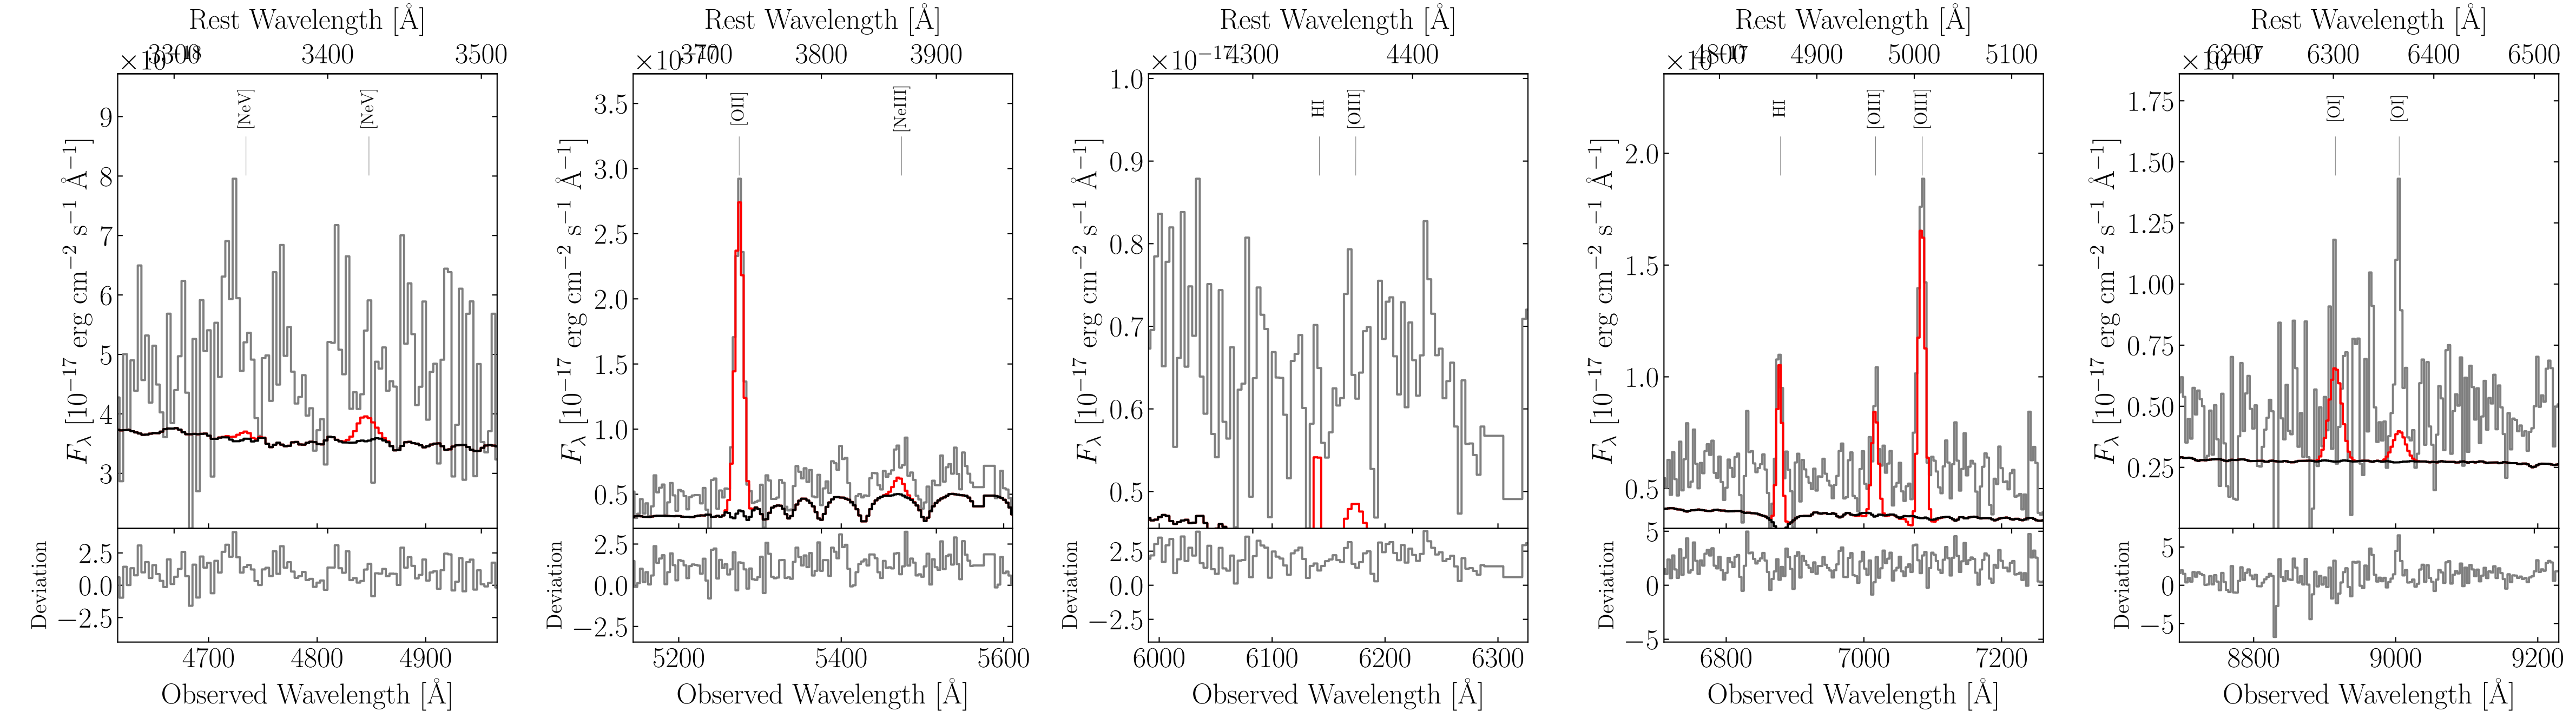 Rest Wavelength [Å] Rest Wavelength [Å] Rest Wavelength [Å] Rest Wavelength [Å] Rest Wavelength [Å]
3400 3500 3800 3900 4300 4400 4900 5000 5100 6300 6400 6500
[NeV] [NeV] [OII] [NeIII] HI [OIII] HI [OIII] [OIII] [OI] [OI]
F_λ [10^{-17} erg cm^{-2} s^{-1} Å^{-1}]
9
8
7
6
5
4
3
Deviation
2.5
0.0
−2.5
4700 4800 4900
Observed Wavelength [Å]
F_λ [10^{-17} erg cm^{-2} s^{-1} Å^{-1}]
3.5
3.0
2.5
2.0
1.5
1.0
0.5
Deviation
2.5
0.0
−2.5
5200 5400 5600
Observed Wavelength [Å]
F_λ [10^{-17} erg cm^{-2} s^{-1} Å^{-1}]
1.0
0.9
0.8
0.7
0.6
0.5
Deviation
2.5
0.0
−2.5
6000 6100 6200 6300
Observed Wavelength [Å]
F_λ [10^{-17} erg cm^{-2} s^{-1} Å^{-1}]
2.0
1.5
1.0
0.5
Deviation
5
0
−5
6800 7000 7200
Observed Wavelength [Å]
F_λ [10^{-17} erg cm^{-2} s^{-1} Å^{-1}]
1.75
1.50
1.25
1.00
0.75
0.50
0.25
Deviation
5
0
−5
8800 9000 9200
Observed Wavelength [Å]